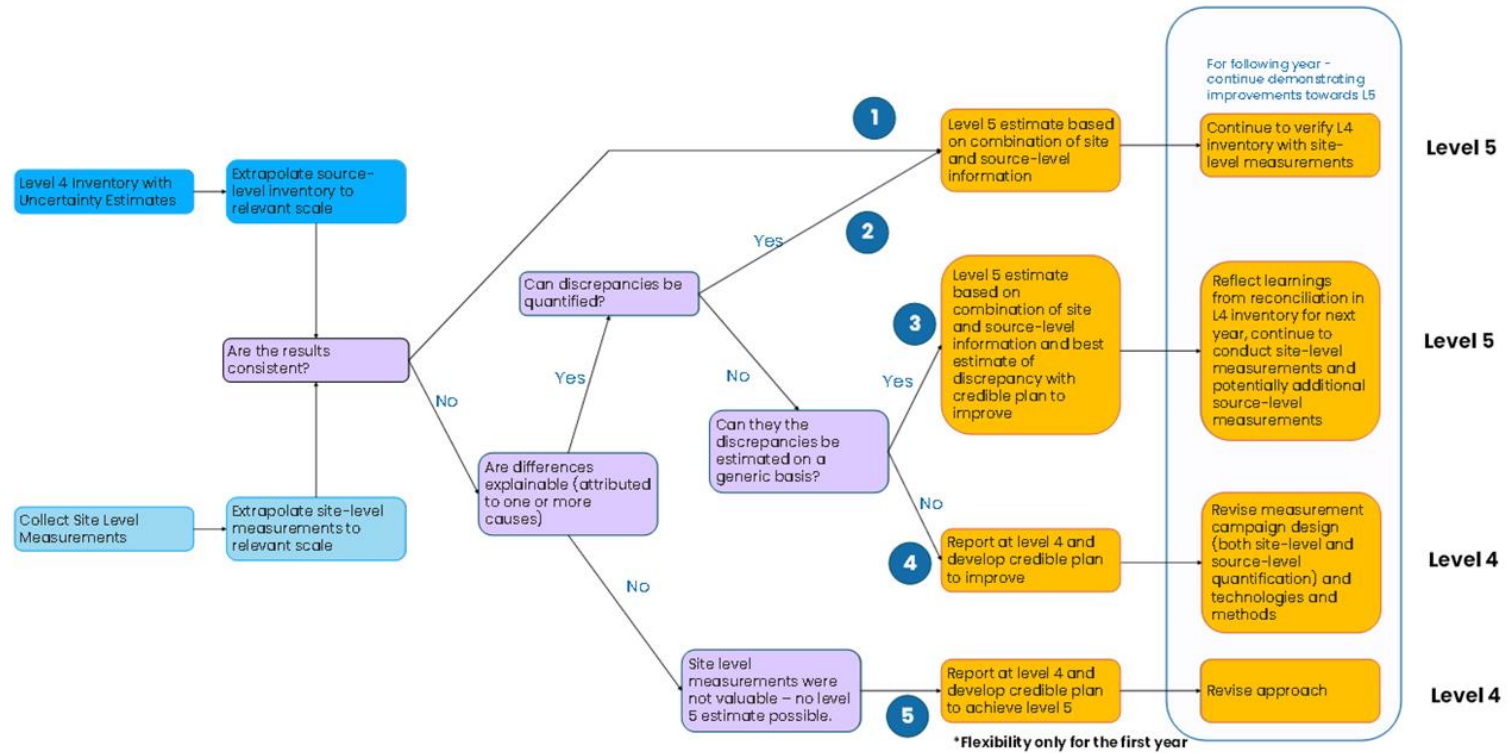 For following year -
continue demonstrating
improvements towards L5
1
Level 5 estimate based
on combination of site
and source-level
information
Continue to verify L4
inventory with site-
level measurements
Level 5
Level 4 Inventory with
Uncertainty Estimates
Extrapolate source-
level inventory to
relevant scale
2
Yes
Can discrepancies be
quantified?
3
Level 5 estimate
based on
combination of site
and source-level
information and best
estimate of
discrepancy with
credible plan to
improve
Reflect learnings
from reconciliation in
L4 inventory for next
year, continue to
conduct site-level
measurements and
potentially additional
source-level
measurements
Level 5
Are the results
consistent?
No
Yes
No
Yes
Can they the
discrepancies be
estimated on a
generic basis?
Are differences
explainable (attributed
to one or more
causes)
Collect Site Level
Measurements
Extrapolate site-level
measurements to
relevant scale
No
4
Report at level 4 and
develop credible plan
to improve
Revise measurement
campaign design
(both site-level and
source-level
quantification) and
technologies and
methods
Level 4
No
Site level
measurements were
not valuable – no level
5 estimate possible.
5
Report at level 4 and
develop credible plan
to achieve level 5
Revise approach
Level 4
*Flexibility only for the first year